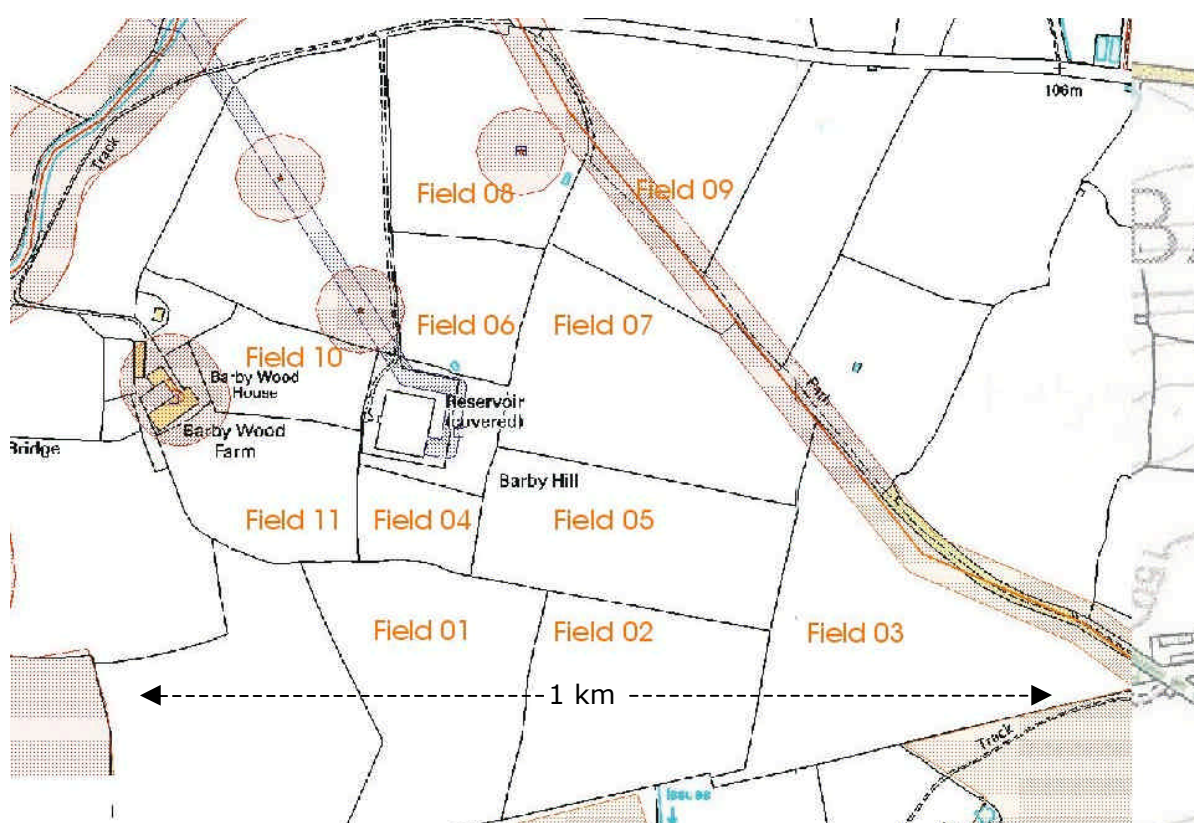 106m
Track
Field 08
Field 09
Field 06
Field 07
Field 10
Barby Wood
House
Path
Reservoir
(covered)
Barby Wood
Farm
Bridge
Barby Hill
Field 11
Field 04
Field 05
Field 01
Field 02
Field 03
1 km
Track
Issues